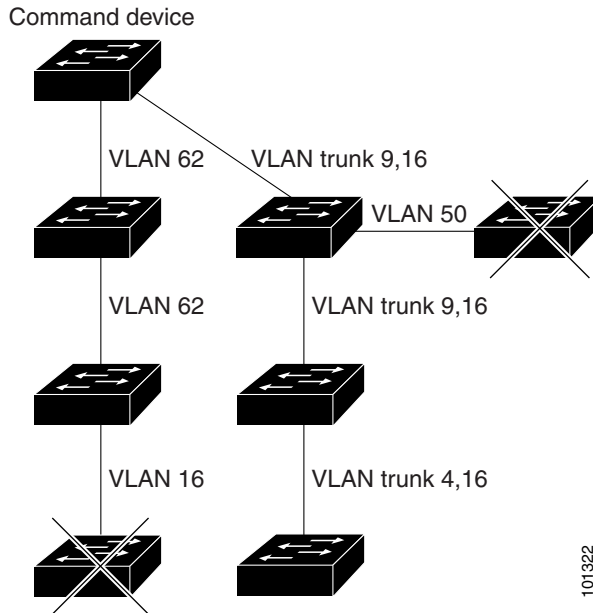 Command device
VLAN 62
VLAN trunk 9,16
VLAN 50
VLAN 62
VLAN trunk 9,16
VLAN 16
VLAN trunk 4,16
101322